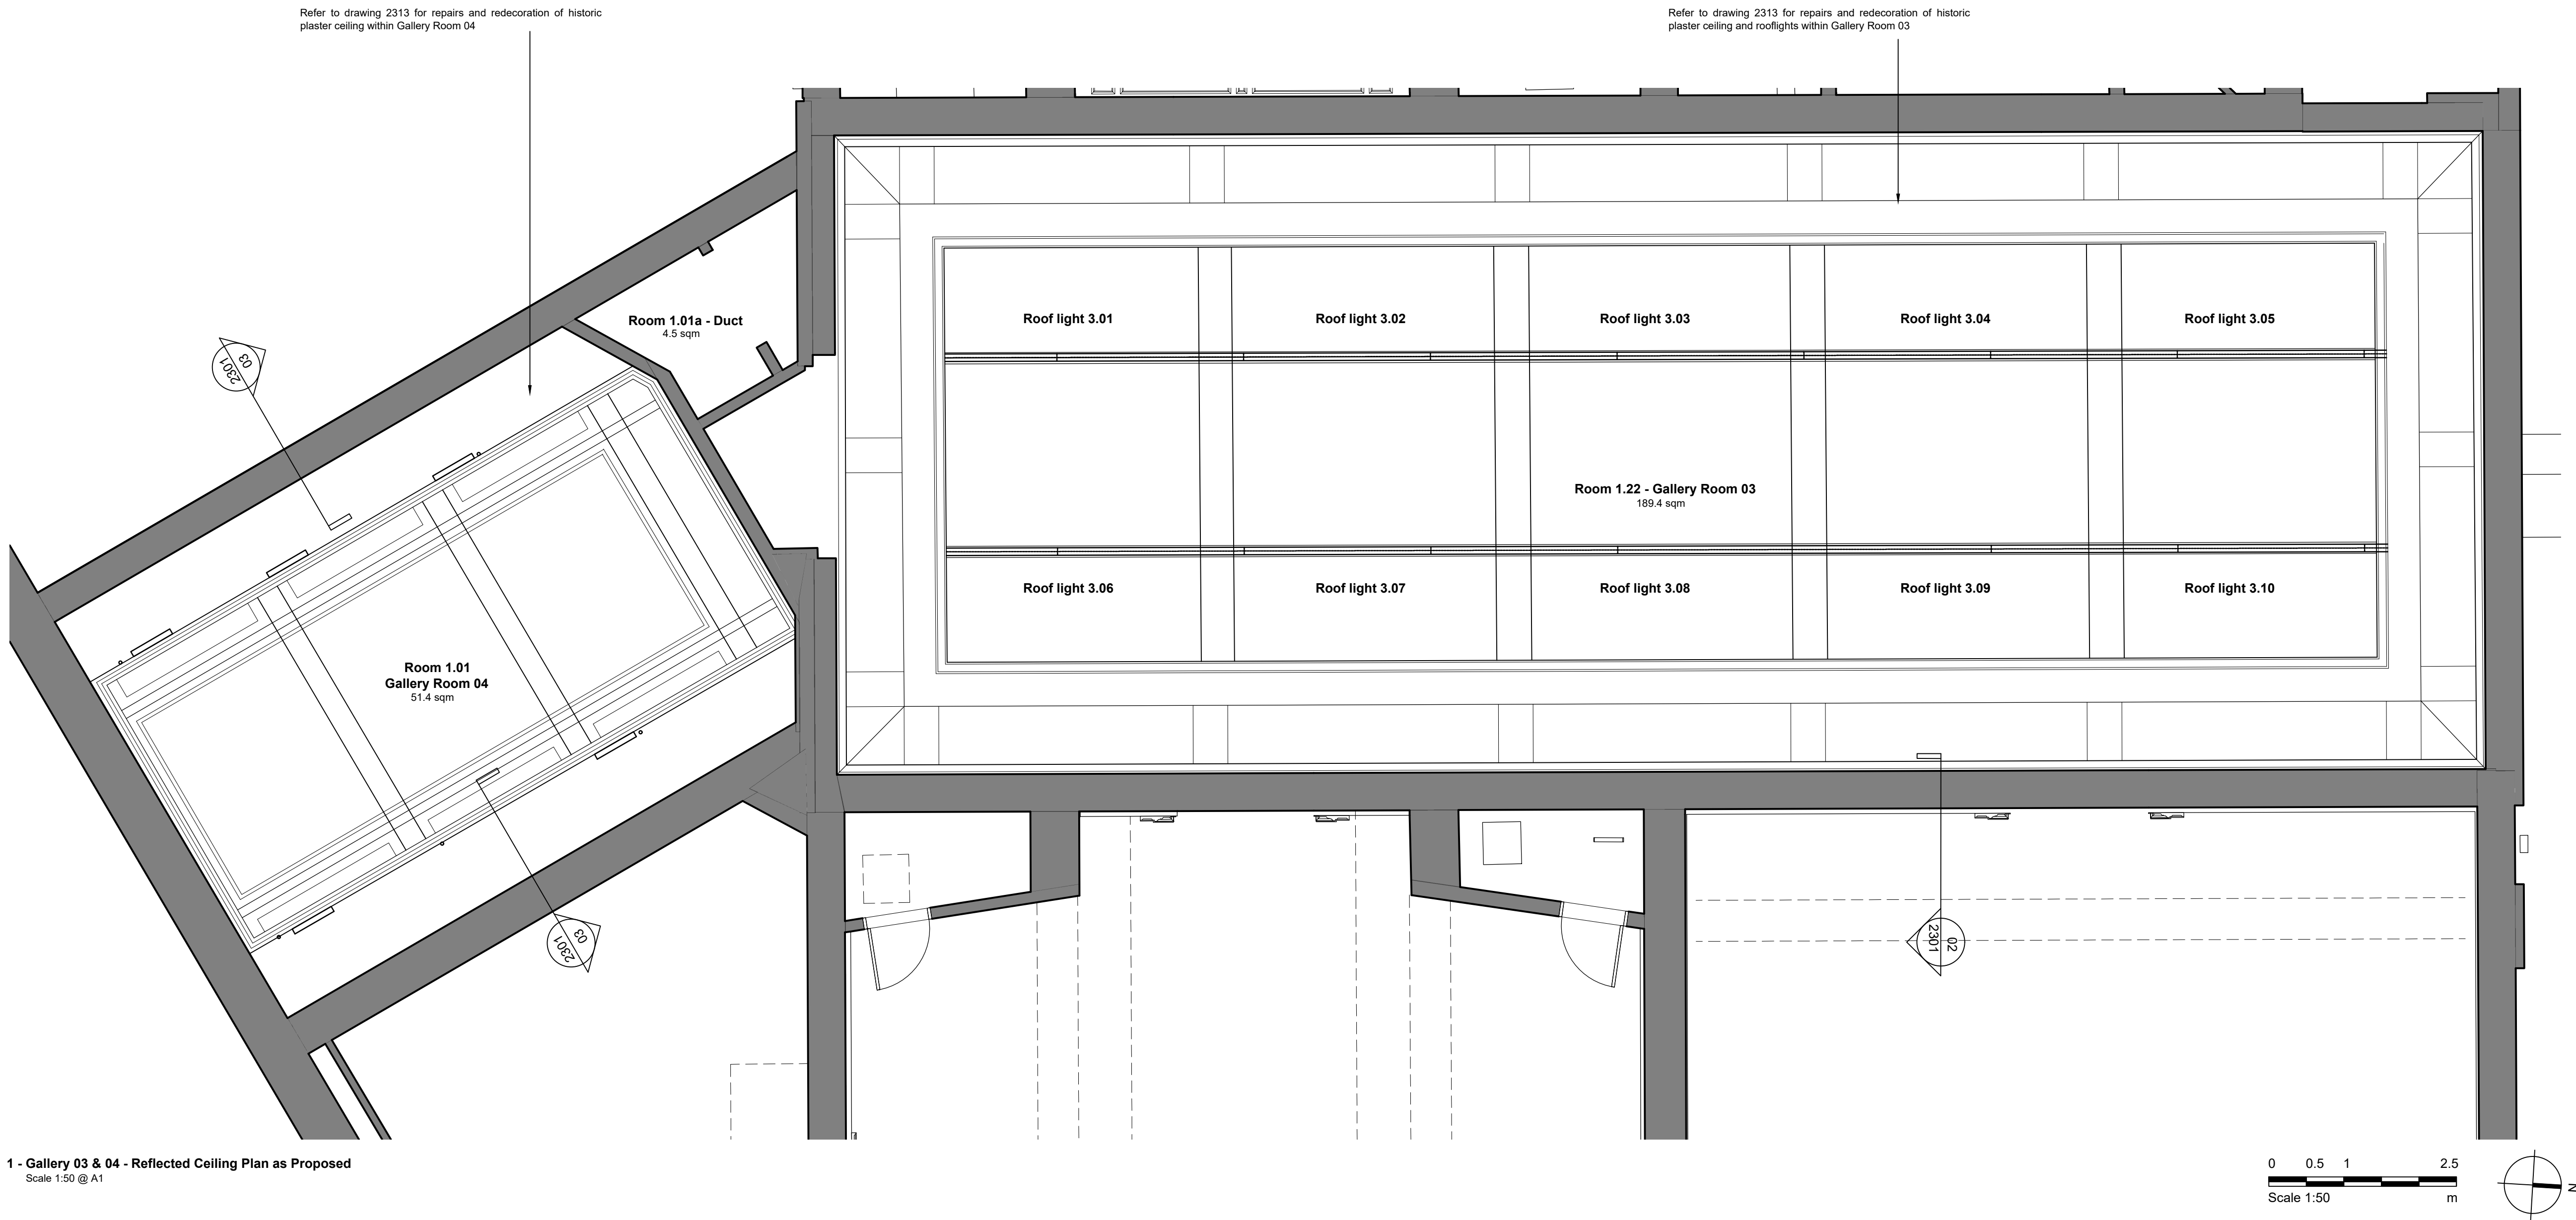 Refer to drawing 2313 for repairs and redecoration of historic
plaster ceiling within Gallery Room 04
Refer to drawing 2313 for repairs and redecoration of historic
plaster ceiling and rooflights within Gallery Room 03
Room 1.01a - Duct
4.5 sqm
Roof light 3.01
Roof light 3.02
Roof light 3.03
Roof light 3.04
Roof light 3.05
03
2301
Room 1.22 - Gallery Room 03
189.4 sqm
Roof light 3.06
Roof light 3.07
Roof light 3.08
Roof light 3.09
Roof light 3.10
Room 1.01
Gallery Room 04
51.4 sqm
03
2301
02
2301
1 - Gallery 03 & 04 - Reflected Ceiling Plan as Proposed
Scale 1:50 @ A1
0 0.5 1 2.5
Scale 1:50 m
N